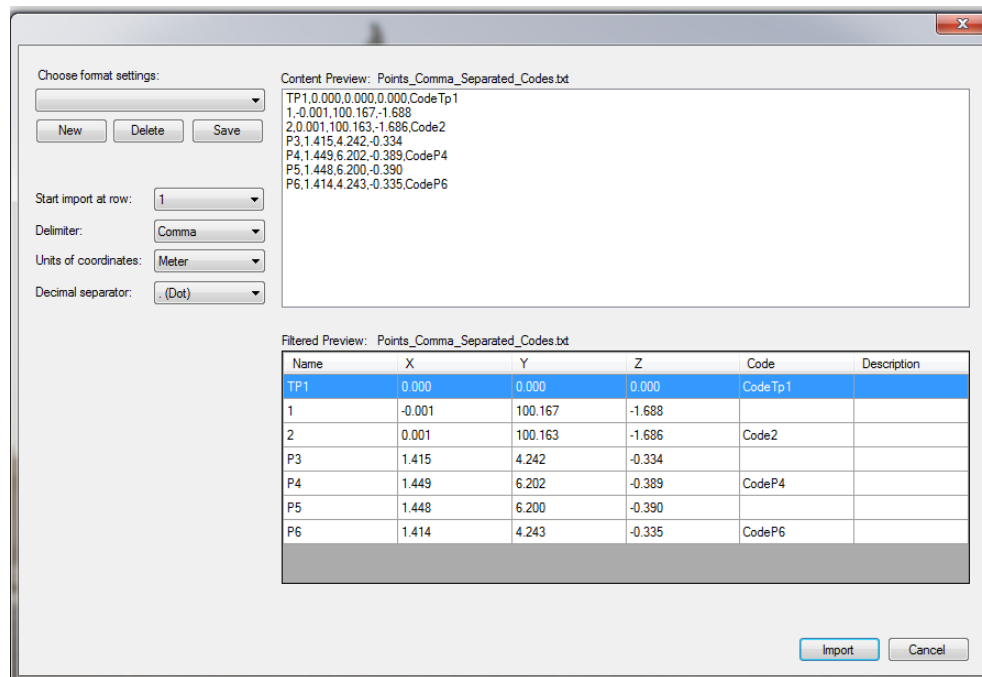 Choose format settings:
New Delete Save
Start import at row: 1
Delimiter: Comma
Units of coordinates: Meter
Decimal separator: . (Dot)
Content Preview: Points_Comma_Separated_Codes.txt
TP1,0.000,0.000,0.000,CodeTp1
1,-0.001,100.167,-1.688
2,0.001,100.163,-1.686,Code2
P3,1.415,4.242,-0.334
P4,1.449,6.202,-0.389,CodeP4
P5,1.448,6.200,-0.390
P6,1.414,4.243,-0.335,CodeP6
Filtered Preview: Points_Comma_Separated_Codes.txt
Name X Y Z Code Description
TP1 0.000 0.000 0.000 CodeTp1
1 -0.001 100.167 -1.688
2 0.001 100.163 -1.686 Code2
P3 1.415 4.242 -0.334
P4 1.449 6.202 -0.389 CodeP4
P5 1.448 6.200 -0.390
P6 1.414 4.243 -0.335 CodeP6
Import Cancel